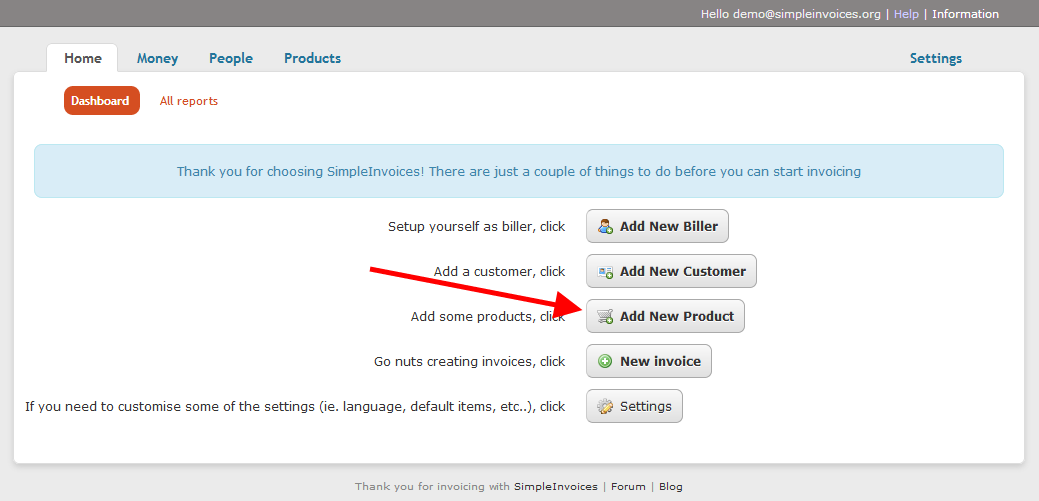 Hello demo@simpleinvoices.org | Help | Information
Home Money People Products Settings
Dashboard All reports
Thank you for choosing SimpleInvoices! There are just a couple of things to do before you can start invoicing
Setup yourself as biller, click Add New Biller
Add a customer, click Add New Customer
Add some products, click Add New Product
Go nuts creating invoices, click New invoice
If you need to customise some of the settings (ie. language, default items, etc..), click Settings
Thank you for invoicing with SimpleInvoices | Forum | Blog